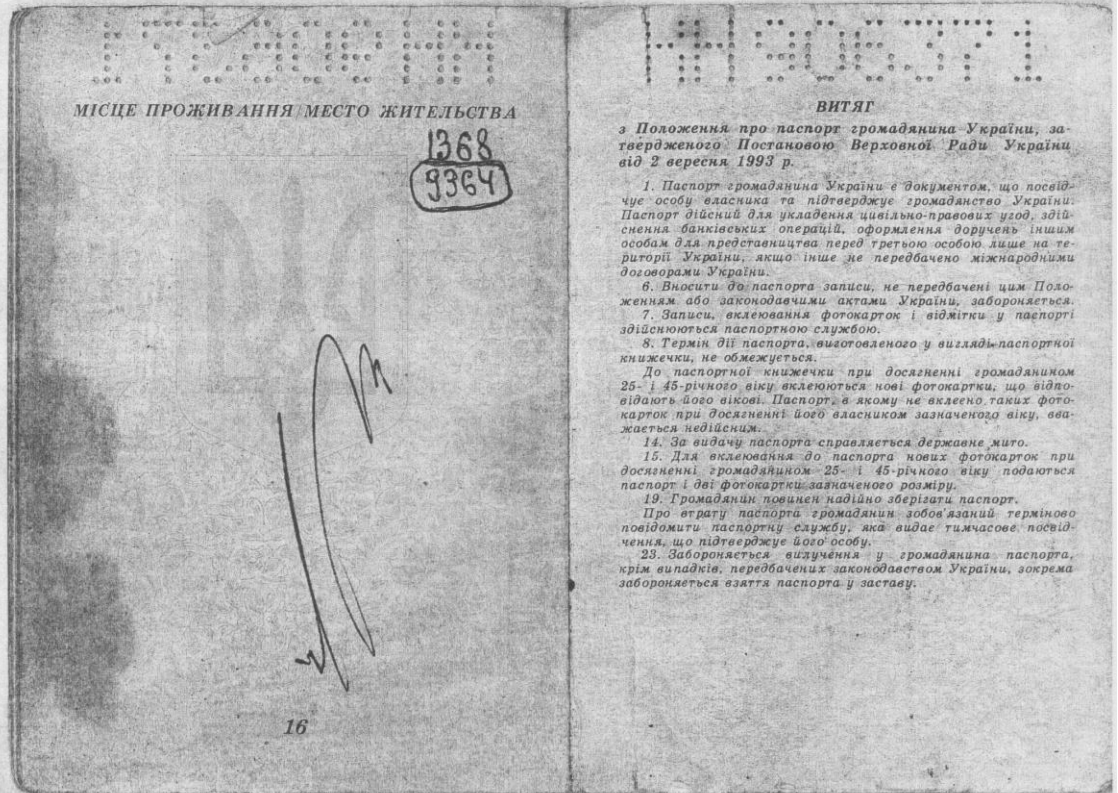 МІСЦЕ ПРОЖИВАННЯ/МЕСТО ЖИТЕЛЬСТВА
1368
9364
16
ВИТЯГ
з Положення про паспорт громадянина України, за-
твердженого Постановою Верховної Ради України
від 2 вересня 1993 р.
1. Паспорт громадянина України є документом, що посвід-
чує особу власника та підтверджує громадянство України.
Паспорт дійсний для укладення цивільно-правових угод, здій-
снення банківських операцій, оформлення доручень іншим
особам для представництва перед третьою особою лише на те-
риторії України, якщо інше не передбачено міжнародними
договорами України.
6. Вносити до паспорта записи, не передбачені цим Поло-
женням або законодавчими актами України, забороняється.
7. Записи, вклеювання фотокарток і відмітки у паспорті
здійснюються паспортною службою.
8. Термін дії паспорта, виготовленого у вигляді паспортної
книжечки, не обмежується.
До паспортної книжечки при досягненні громадянином
25- і 45-річного віку вклеюються нові фотокартки, що відпо-
відають його вікові. Паспорт, в якому не вклеєно таких фото-
карток при досягненні його власником зазначеного віку, вва-
жається недійсним.
14. За видачу паспорта справляється державне мито.
15. Для вклеювання до паспорта нових фотокарток при
досягненні громадянином 25- і 45-річного віку подаються
паспорт і дві фотокартки зазначеного розміру.
19. Громадянин повинен надійно зберігати паспорт.
Про втрату паспорта громадянин зобов'язаний терміново
повідомити паспортну службу, яка видає тимчасове посвід-
чення, що підтверджує його особу.
23. Забороняється вилучення у громадянина паспорта,
крім випадків, передбачених законодавством України, зокрема
забороняється взяття паспорта у заставу.